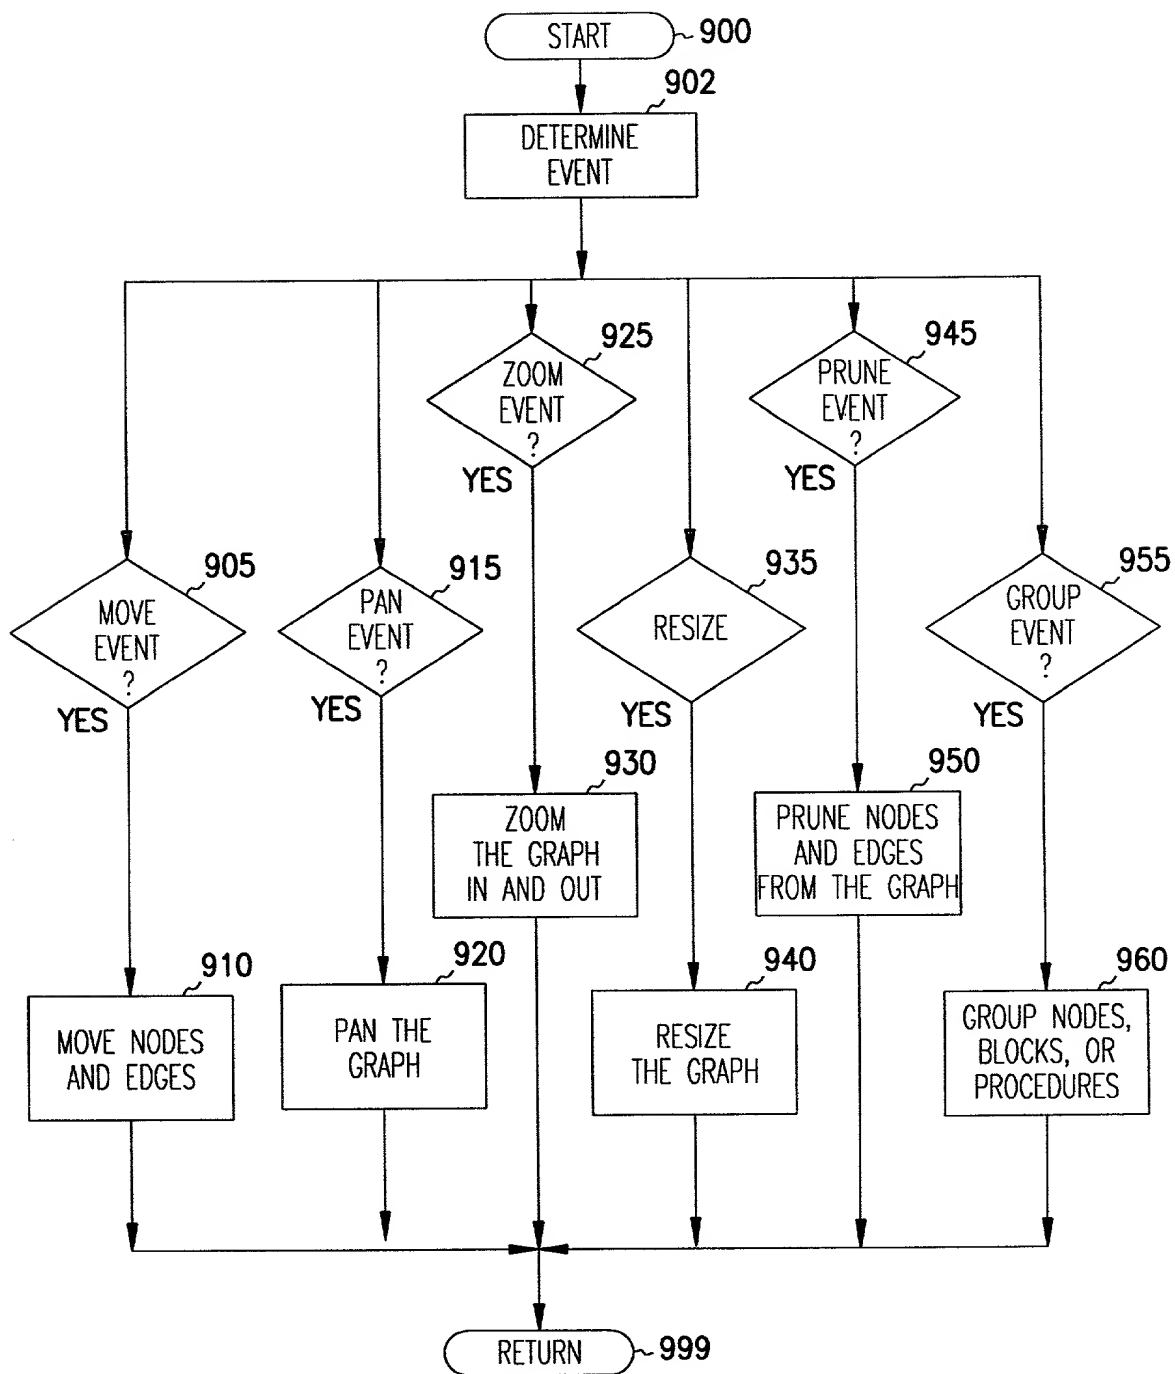 START
900
902
DETERMINE
EVENT
925
ZOOM
EVENT
?
YES
945
PRUNE
EVENT
?
YES
905
MOVE
EVENT
?
YES
915
PAN
EVENT
?
YES
935
RESIZE
YES
955
GROUP
EVENT
?
YES
930
ZOOM
THE GRAPH
IN AND OUT
950
PRUNE NODES
AND EDGES
FROM THE GRAPH
910
MOVE NODES
AND EDGES
920
PAN THE
GRAPH
940
RESIZE
THE GRAPH
960
GROUP NODES,
BLOCKS, OR
PROCEDURES
RETURN
999